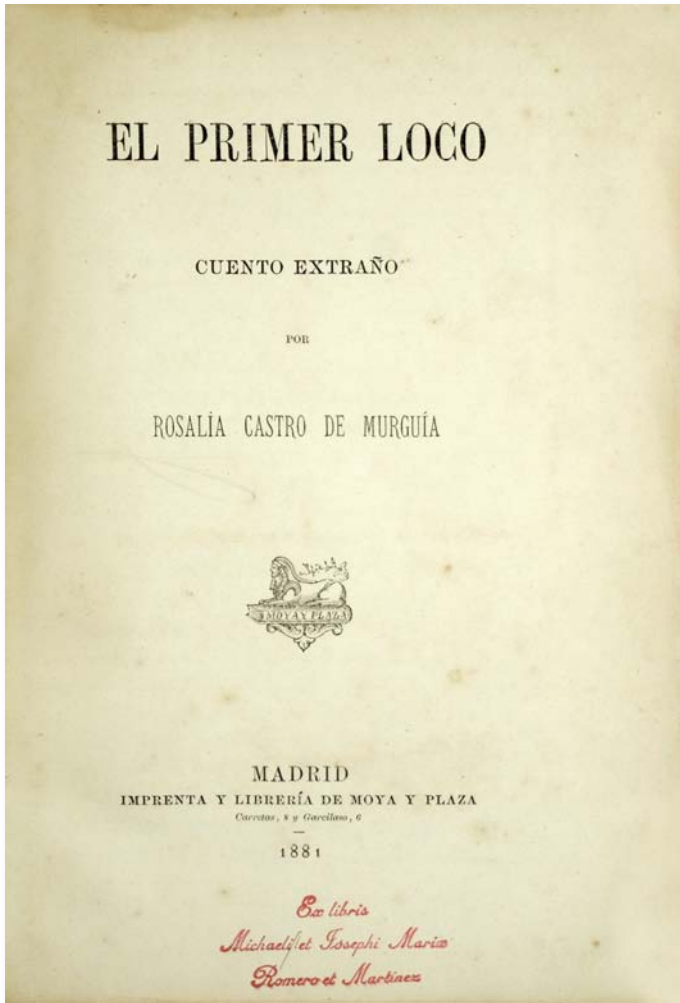 EL PRIMER LOCO
CUENTO EXTRAÑO
POR
ROSALÍA CASTRO DE MURGUÍA
MOYA Y PLAZA
MADRID
IMPRENTA Y LIBRERÍA DE MOYA Y PLAZA
Carretas, 8 y Garcilaso, 6
1881
Ex libris
Michaelis et Iosephi Mariæ
Romero et Martinez